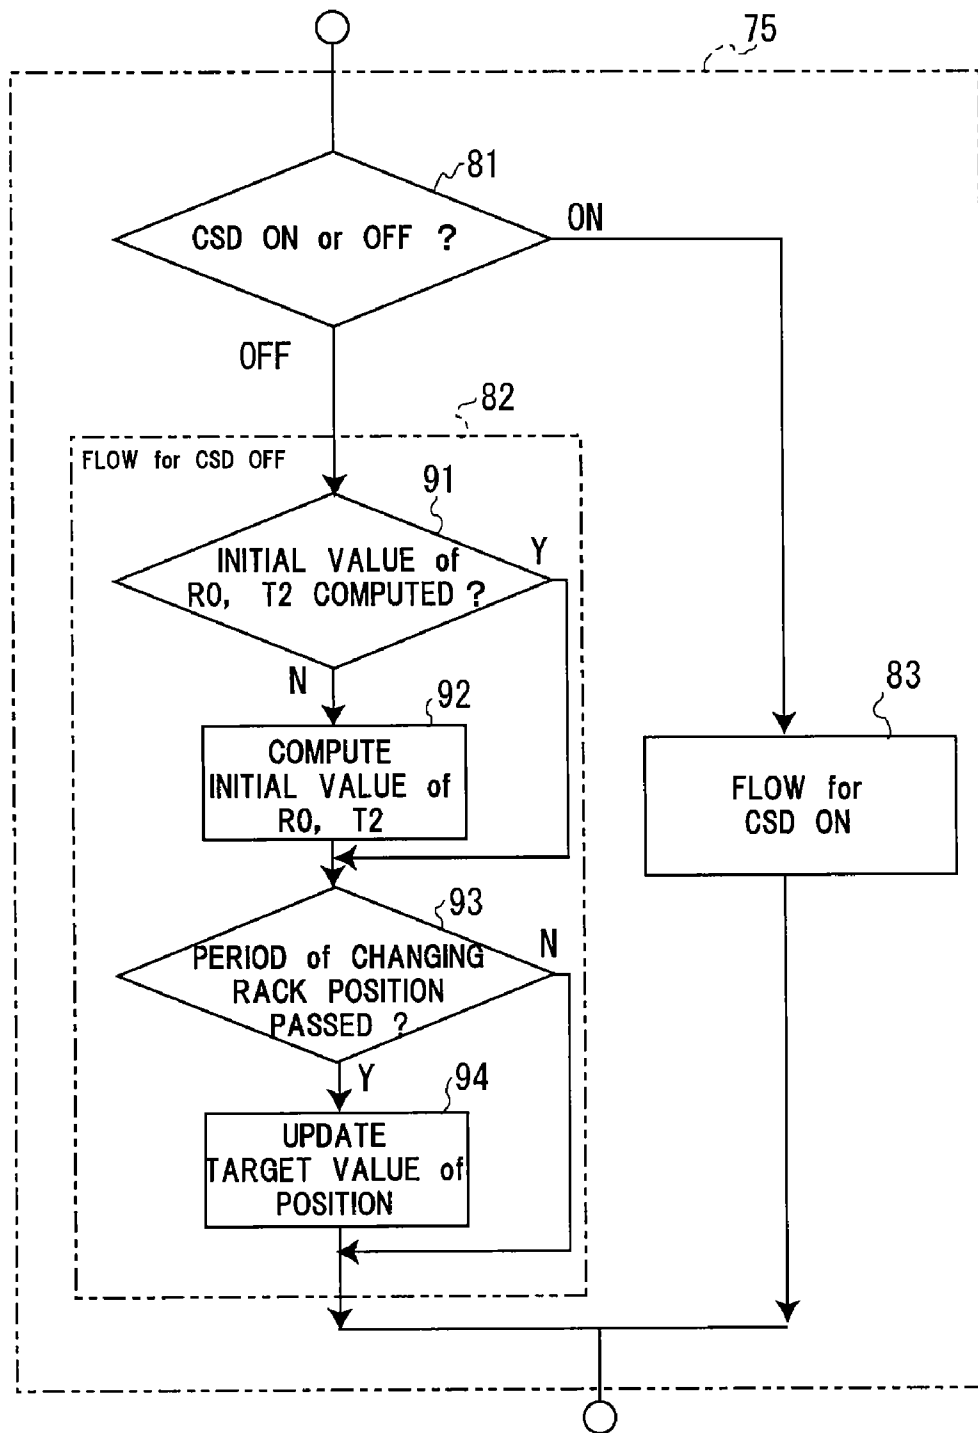 75
81
CSD ON or OFF ?
ON
OFF
82
FLOW for CSD OFF
91
INITIAL VALUE of
R0, T2 COMPUTED ?
Y
N
92
COMPUTE
INITIAL VALUE of
R0, T2
83
FLOW for
CSD ON
93
PERIOD of CHANGING
RACK POSITION
PASSED ?
N
Y
94
UPDATE
TARGET VALUE of
POSITION